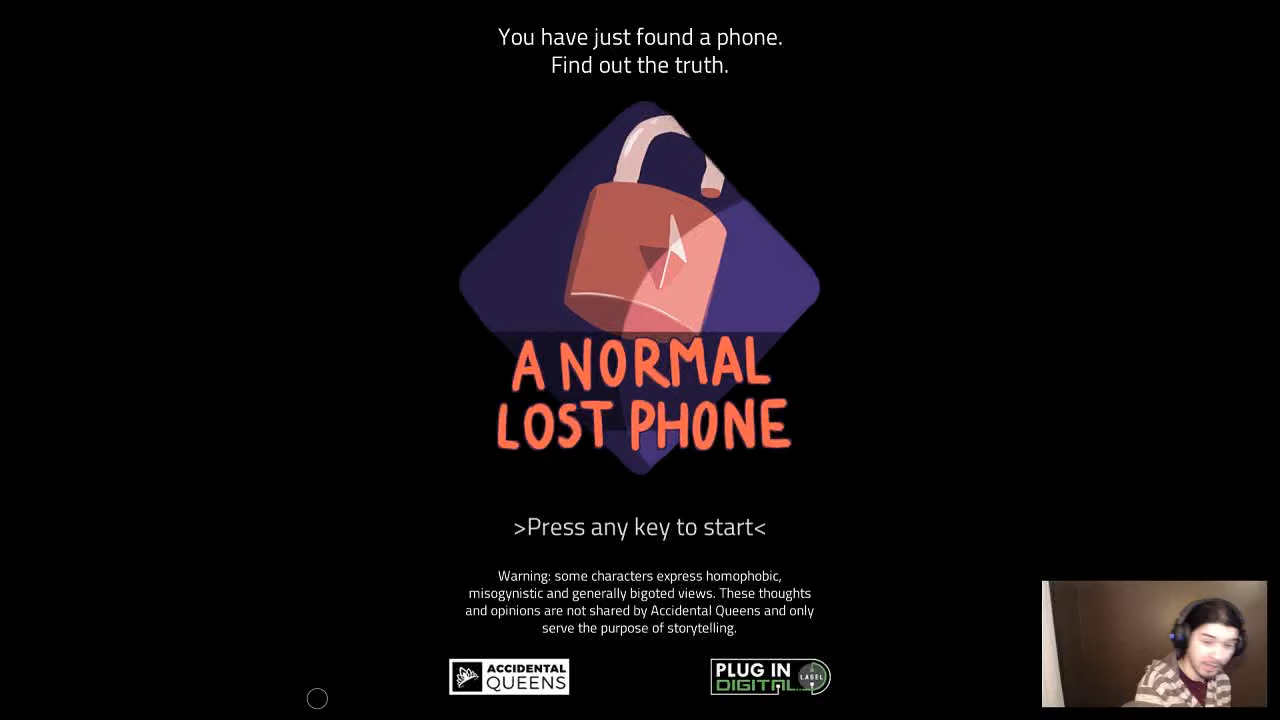 You have just found a phone.
Find out the truth.
A NORMAL
LOST PHONE
>Press any key to start<
Warning: some characters express homophobic,
misogynistic and generally bigoted views. These thoughts
and opinions are not shared by Accidental Queens and only
serve the purpose of storytelling.
ACCIDENTAL
QUEENS
PLUG IN
DIGITAL
LABEL